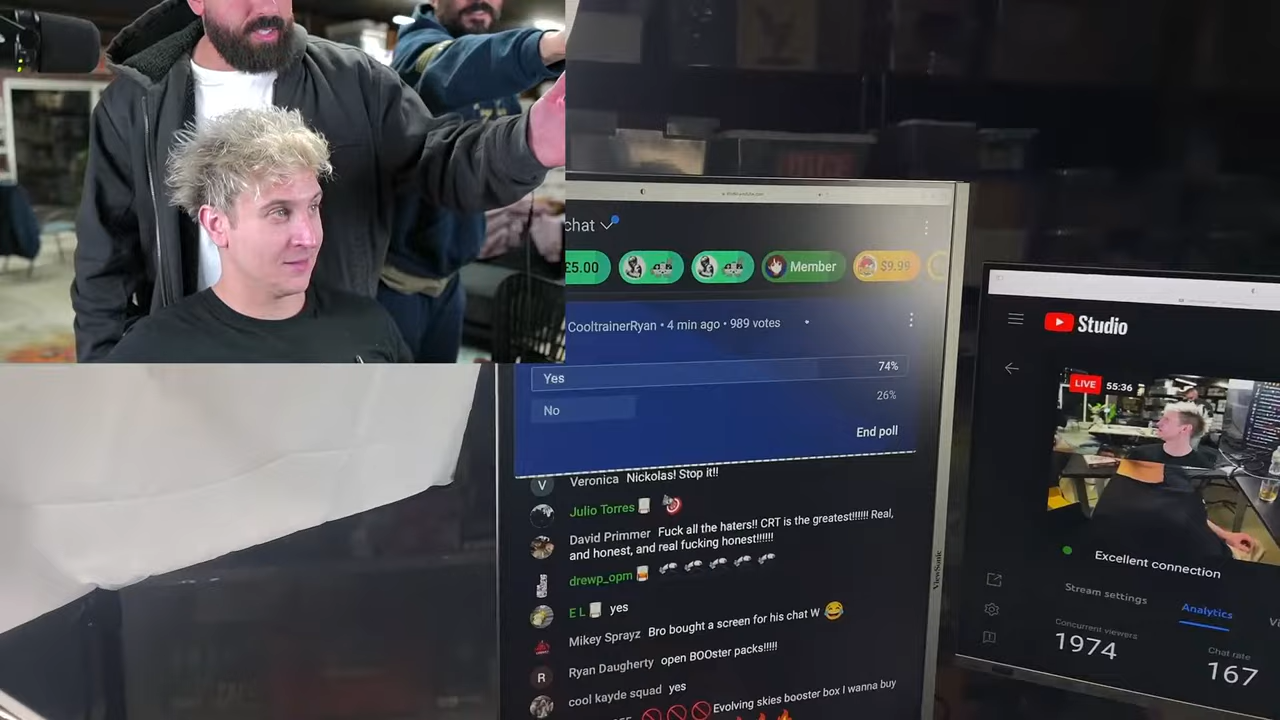 chat
£5.00
Member
$9.99
CooltrainerRyan • 4 min ago • 989 votes
Yes 74%
No 26%
End poll
V Veronica Nickolas! Stop it!!
Julio Torres
David Primmer Fuck all the haters!! CRT is the greatest!!!!!! Real,
and honest, and real fucking honest!!!!!!
drewp_opm
E L yes
Mikey Sprayz Bro bought a screen for his chat W 😂
R Ryan Daugherty open BOOster packs!!!!!
cool kayde squad yes
🚫🚫🚫Evolving skies booster box I wanna buy
ViewSonic
Studio
LIVE 55:36
Excellent connection
Stream settings
Analytics
Concurrent viewers
1974
Chat rate
167